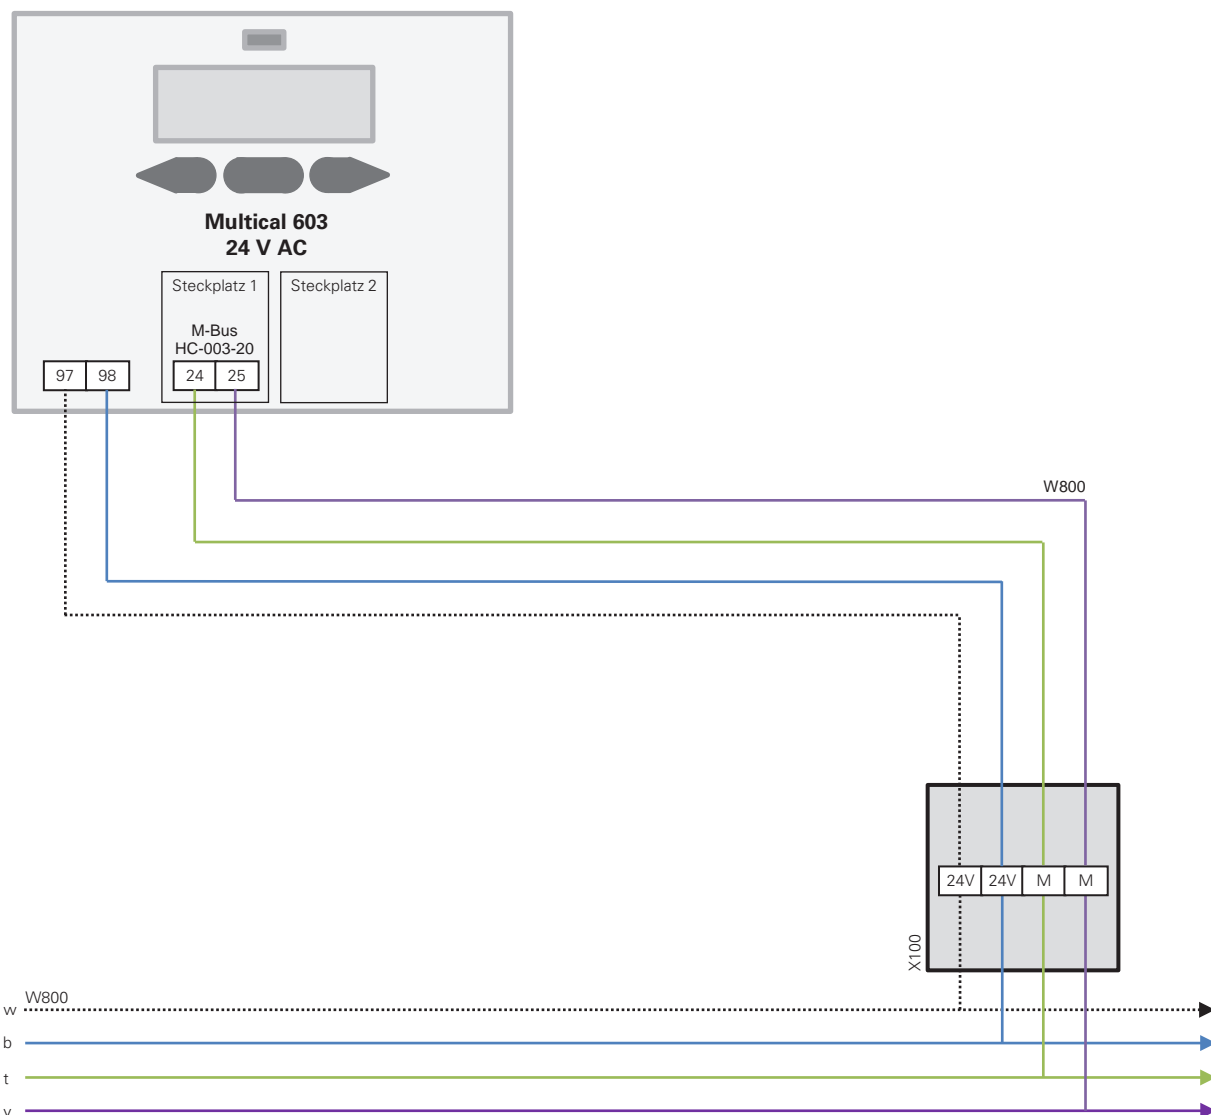 Multical 603
24 V AC
Steckplatz 1 Steckplatz 2
M-Bus
HC-003-20
97 98 24 25
W800
24V 24V M M
X100
W800
w
b
t
v